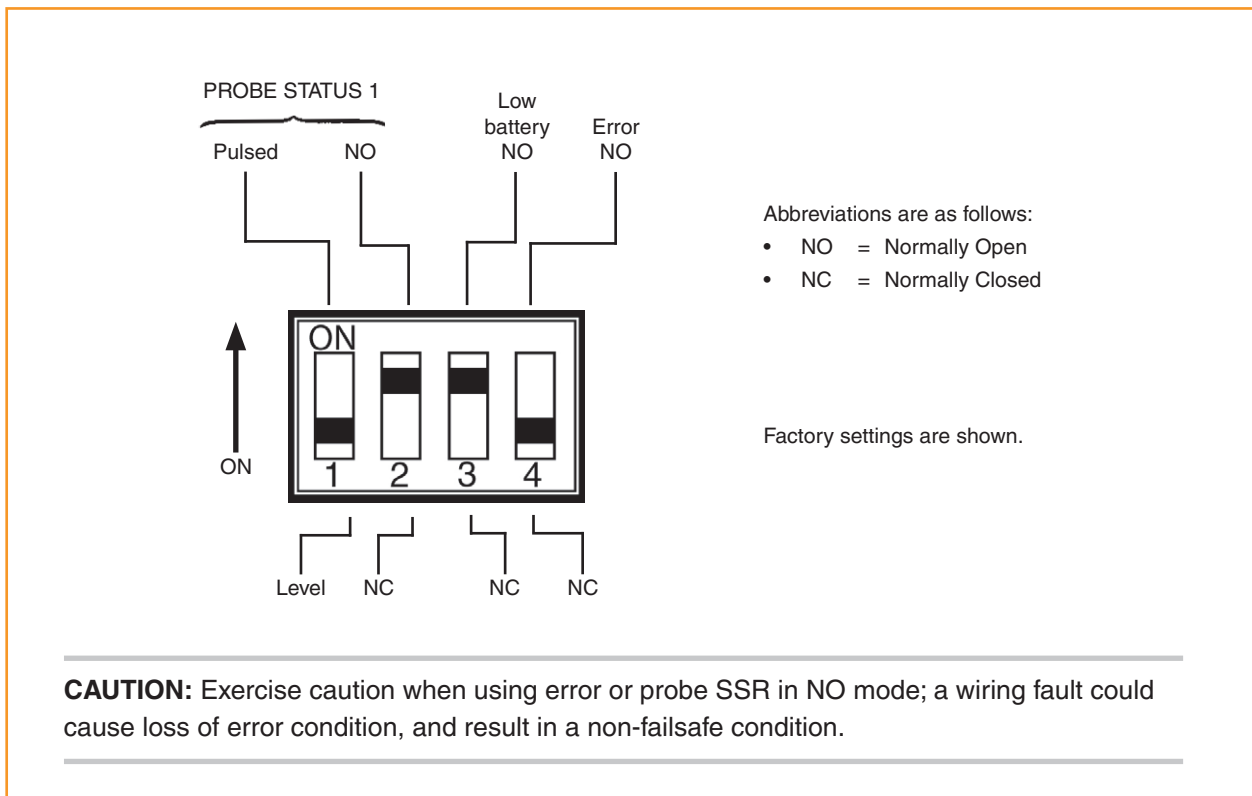 PROBE STATUS 1
Pulsed NO
Low
battery
NO
Error
NO
Abbreviations are as follows:
• NO = Normally Open
• NC = Normally Closed
ON
1 2 3 4
ON
Factory settings are shown.
Level NC NC NC
CAUTION: Exercise caution when using error or probe SSR in NO mode; a wiring fault could
cause loss of error condition, and result in a non-failsafe condition.